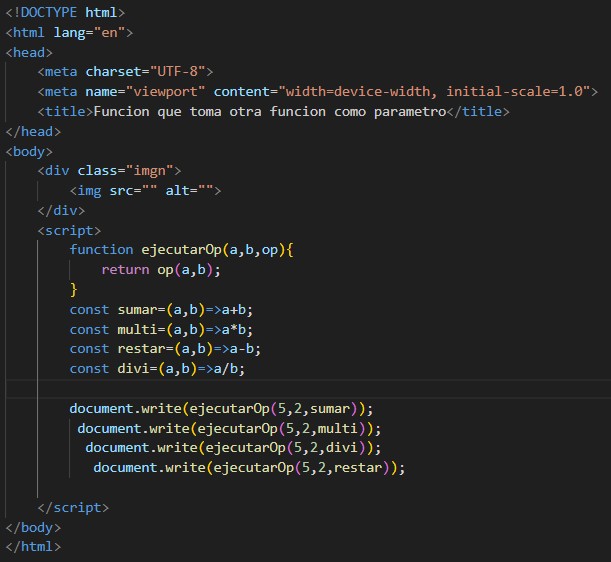 <!DOCTYPE html>
<html lang="en">
<head>
    <meta charset="UTF-8">
    <meta name="viewport" content="width=device-width, initial-scale=1.0">
    <title>Funcion que toma otra funcion como parametro</title>
</head>
<body>
    <div class="imgn">
        <img src="" alt="">
    </div>
    <script>
        function ejecutarOp(a,b,op){
            return op(a,b);
        }
        const sumar=(a,b)=>a+b;
        const multi=(a,b)=>a*b;
        const restar=(a,b)=>a-b;
        const divi=(a,b)=>a/b;

        document.write(ejecutarOp(5,2,sumar));
         document.write(ejecutarOp(5,2,multi));
          document.write(ejecutarOp(5,2,divi));
           document.write(ejecutarOp(5,2,restar));

    </script>
</body>
</html>